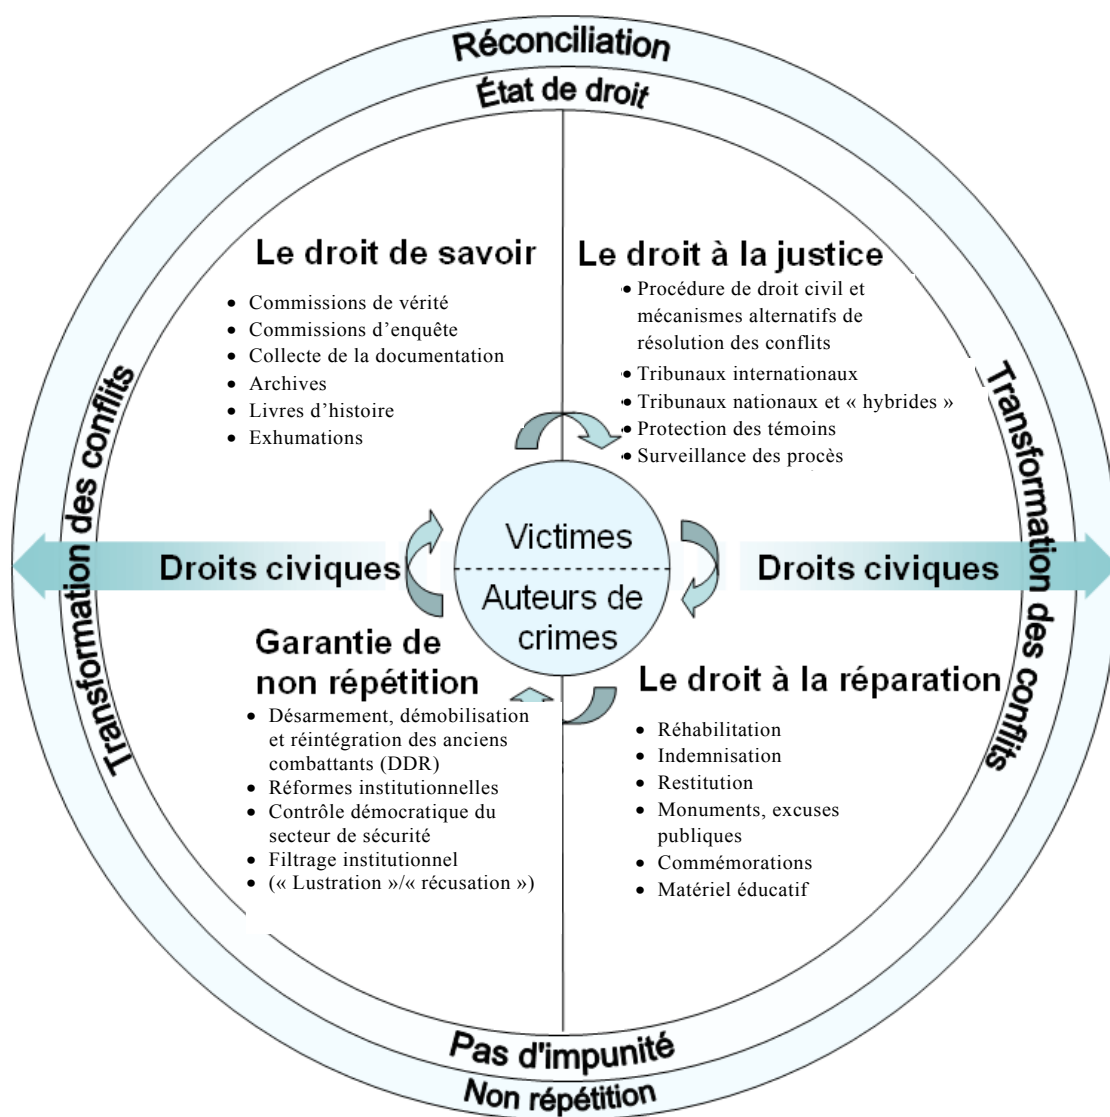 Réconciliation
État de droit
Le droit de savoir
• Commissions de vérité
• Commissions d'enquête
• Collecte de la documentation
• Archives
• Livres d'histoire
• Exhumations
Le droit à la justice
• Procédure de droit civil et
mécanismes alternatifs de
résolution des conflits
• Tribunaux internationaux
• Tribunaux nationaux et « hybrides »
• Protection des témoins
• Surveillance des procès
Transformation des conflits
Transformation des conflits
Droits civiques
Victimes
Auteurs de
crimes
Droits civiques
Garantie de
non répétition
• Désarmement, démobilisation
et réintégration des anciens
combattants (DDR)
• Réformes institutionnelles
• Contrôle démocratique du
secteur de sécurité
• Filtrage institutionnel
• (« Lustration »/« récusation »)
Le droit à la réparation
• Réhabilitation
• Indemnisation
• Restitution
• Monuments, excuses
publiques
• Commémorations
• Matériel éducatif
Pas d'impunité
Non répétition